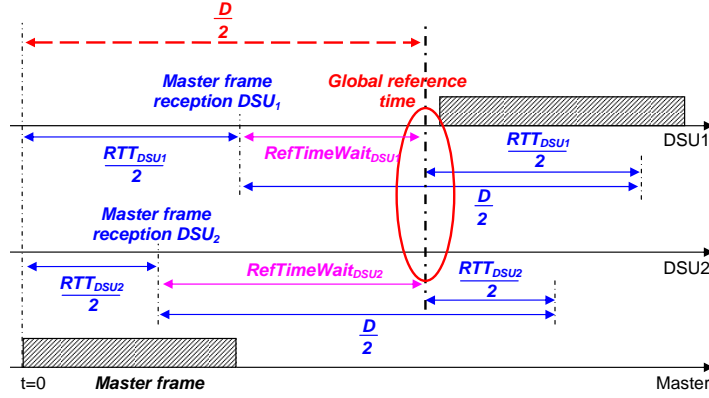 D
2
Master frame
reception DSU1
Global reference
time
DSU1
RTTDSU1
2
RefTimeWaitDSU1
RTTDSU1
2
D
2
Master frame
reception DSU2
DSU2
RTTDSU2
2
RefTimeWaitDSU2
RTTDSU2
2
D
2
t=0
Master frame
Master